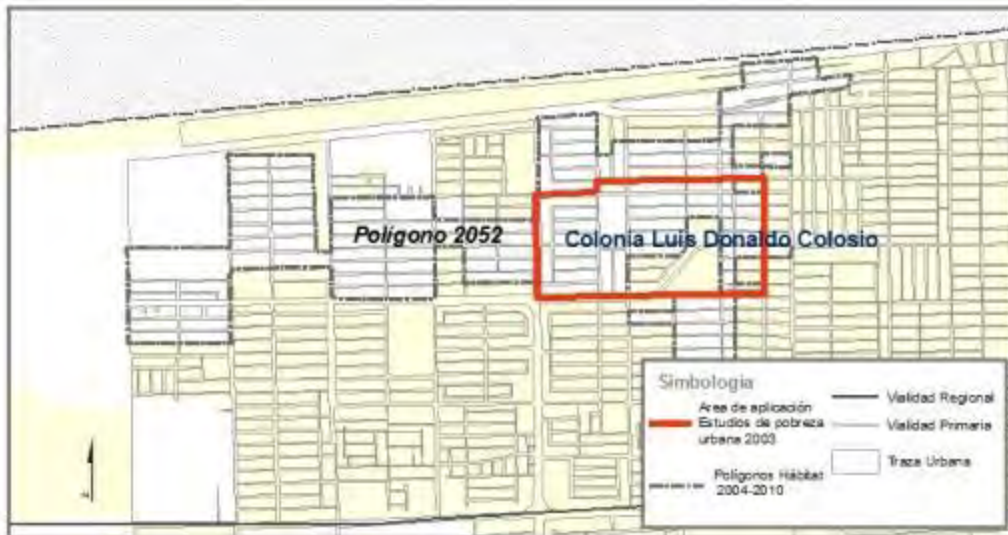 Polígono 2052
Colonia Luis Donaldo Colosio
Simbología
Area de aplicación
Estudios de pobreza
urbana 2003
Polígonos Hábitat
2004-2010
Vialidad Regional
Vialidad Primaria
Traza Urbana